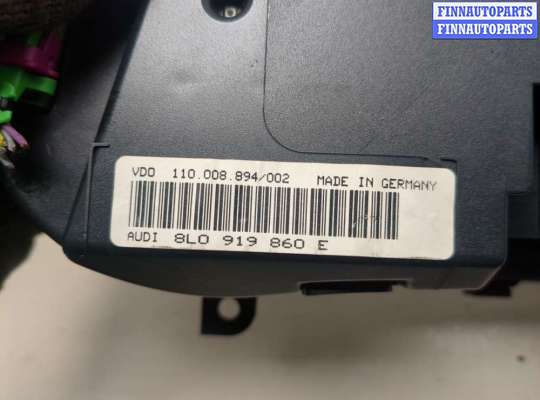 FINNAUTOPARTS
FINNAUTOPARTS
VDO 110.008.894/002 MADE IN GERMANY
AUDI 8L0 919 860 E